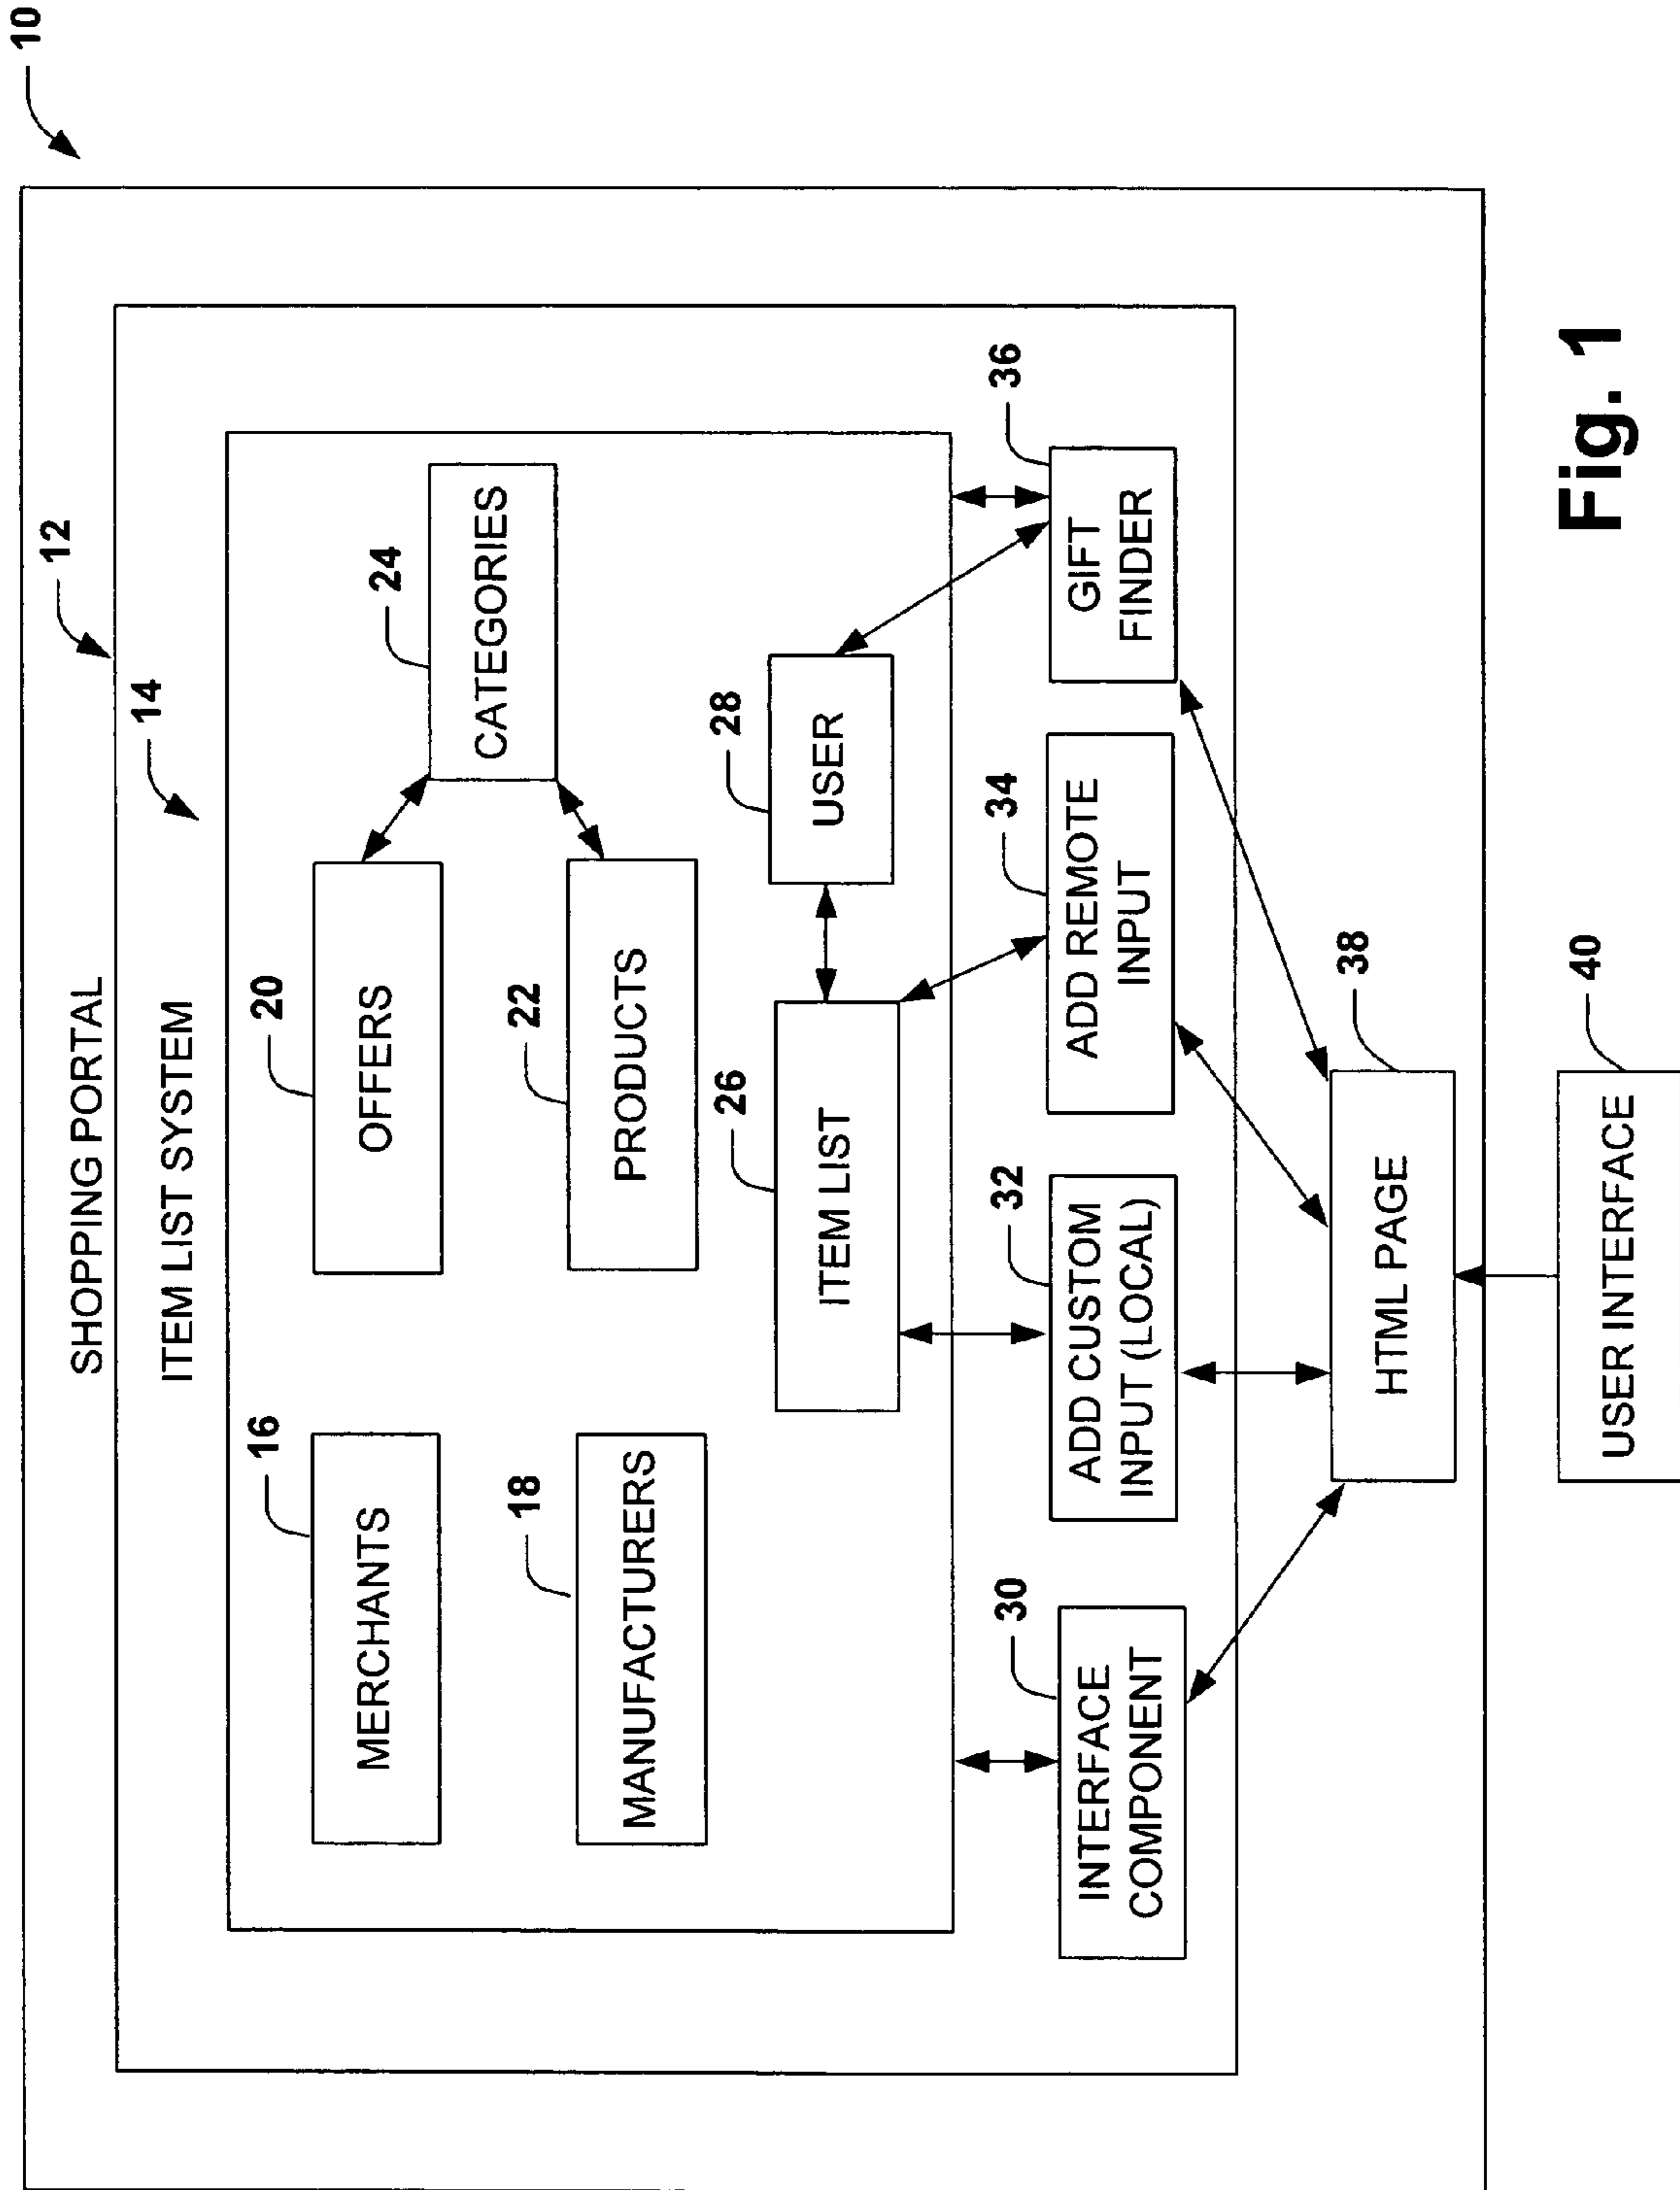 10
SHOPPING PORTAL
12
ITEM LIST SYSTEM
14
16
MERCHANTS
20
OFFERS
24
CATEGORIES
18
MANUFACTURERS
22
PRODUCTS
26
ITEM LIST
28
USER
30
INTERFACE
COMPONENT
32
ADD CUSTOM
INPUT (LOCAL)
34
ADD REMOTE
INPUT
36
GIFT
FINDER
38
HTML PAGE
40
USER INTERFACE
Fig. 1